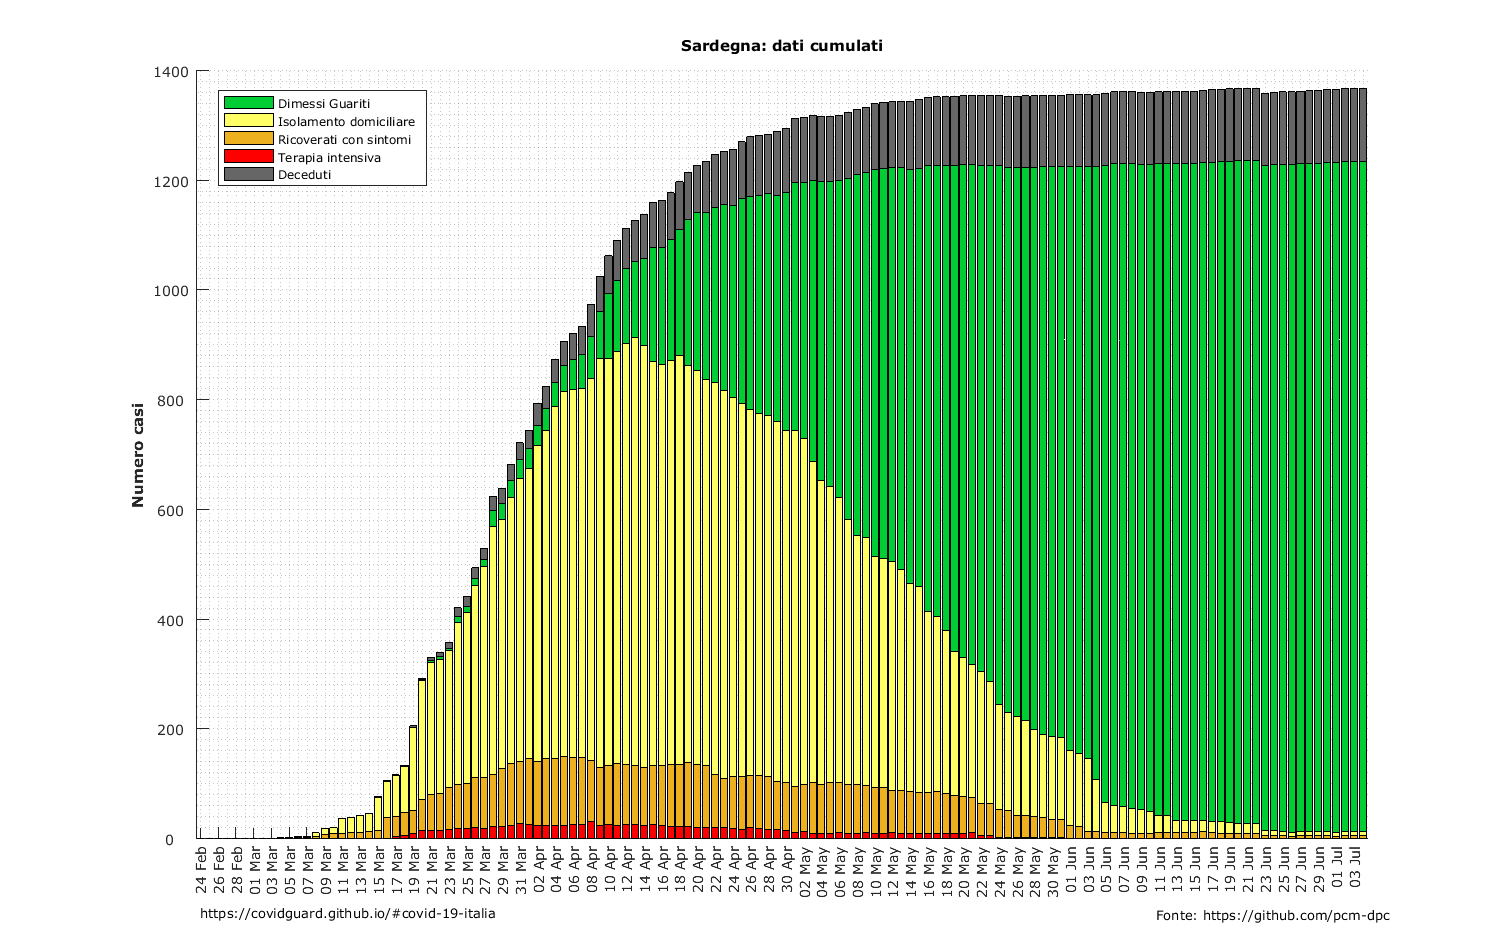 Sardegna: dati cumulati
1400
1200
1000
800
600
400
200
0
Numero casi
Dimessi Guariti
Isolamento domiciliare
Ricoverati con sintomi
Terapia intensiva
Deceduti
24 Feb
26 Feb
28 Feb
01 Mar
03 Mar
05 Mar
07 Mar
09 Mar
11 Mar
13 Mar
15 Mar
17 Mar
19 Mar
21 Mar
23 Mar
25 Mar
27 Mar
29 Mar
31 Mar
02 Apr
04 Apr
06 Apr
08 Apr
10 Apr
12 Apr
14 Apr
16 Apr
18 Apr
20 Apr
22 Apr
24 Apr
26 Apr
28 Apr
30 Apr
02 May
04 May
06 May
08 May
10 May
12 May
14 May
16 May
18 May
20 May
22 May
24 May
26 May
28 May
30 May
01 Jun
03 Jun
05 Jun
07 Jun
09 Jun
11 Jun
13 Jun
15 Jun
17 Jun
19 Jun
21 Jun
23 Jun
25 Jun
27 Jun
29 Jun
01 Jul
03 Jul
https://covidguard.github.io/#covid-19-italia
Fonte: https://github.com/pcm-dpc